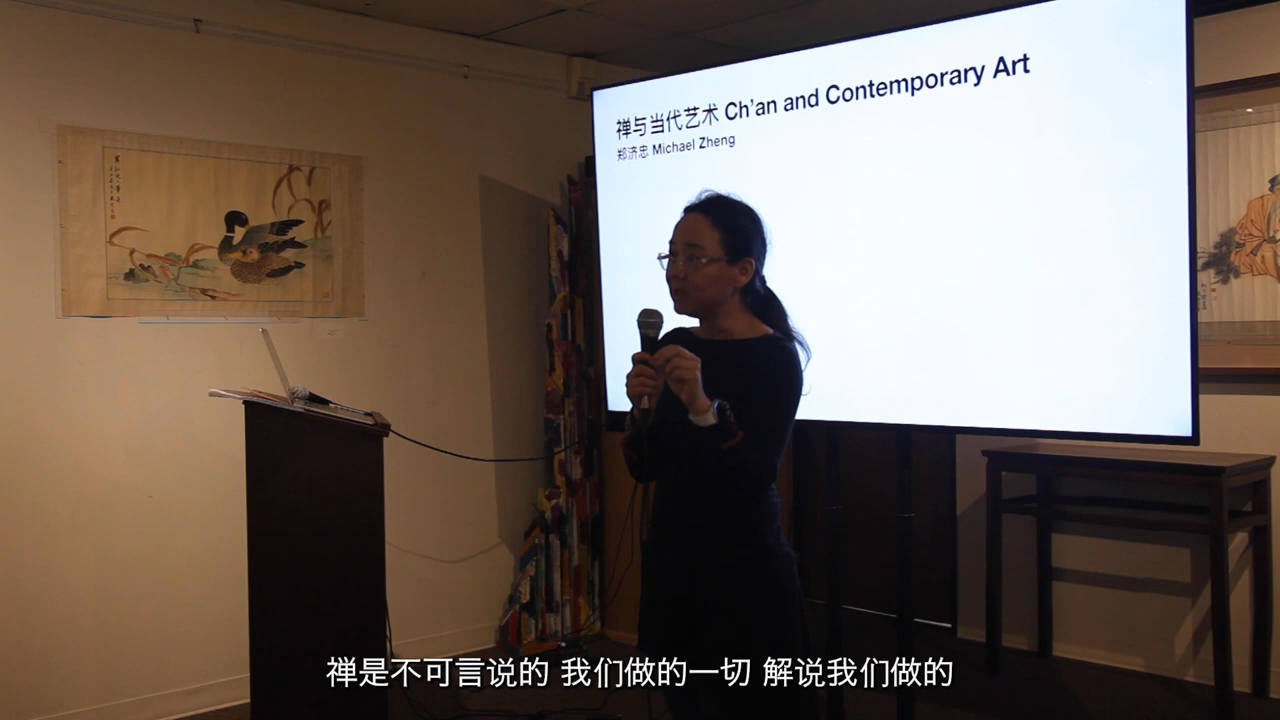 禅与当代艺术 Ch'an and Contemporary Art
郑济忠 Michael Zheng
禅是不可言说的 我们做的一切 解说我们做的